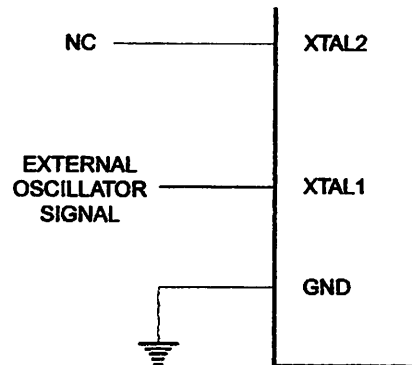 NC XTAL2
EXTERNAL
OSCILLATOR XTAL1
SIGNAL
GND